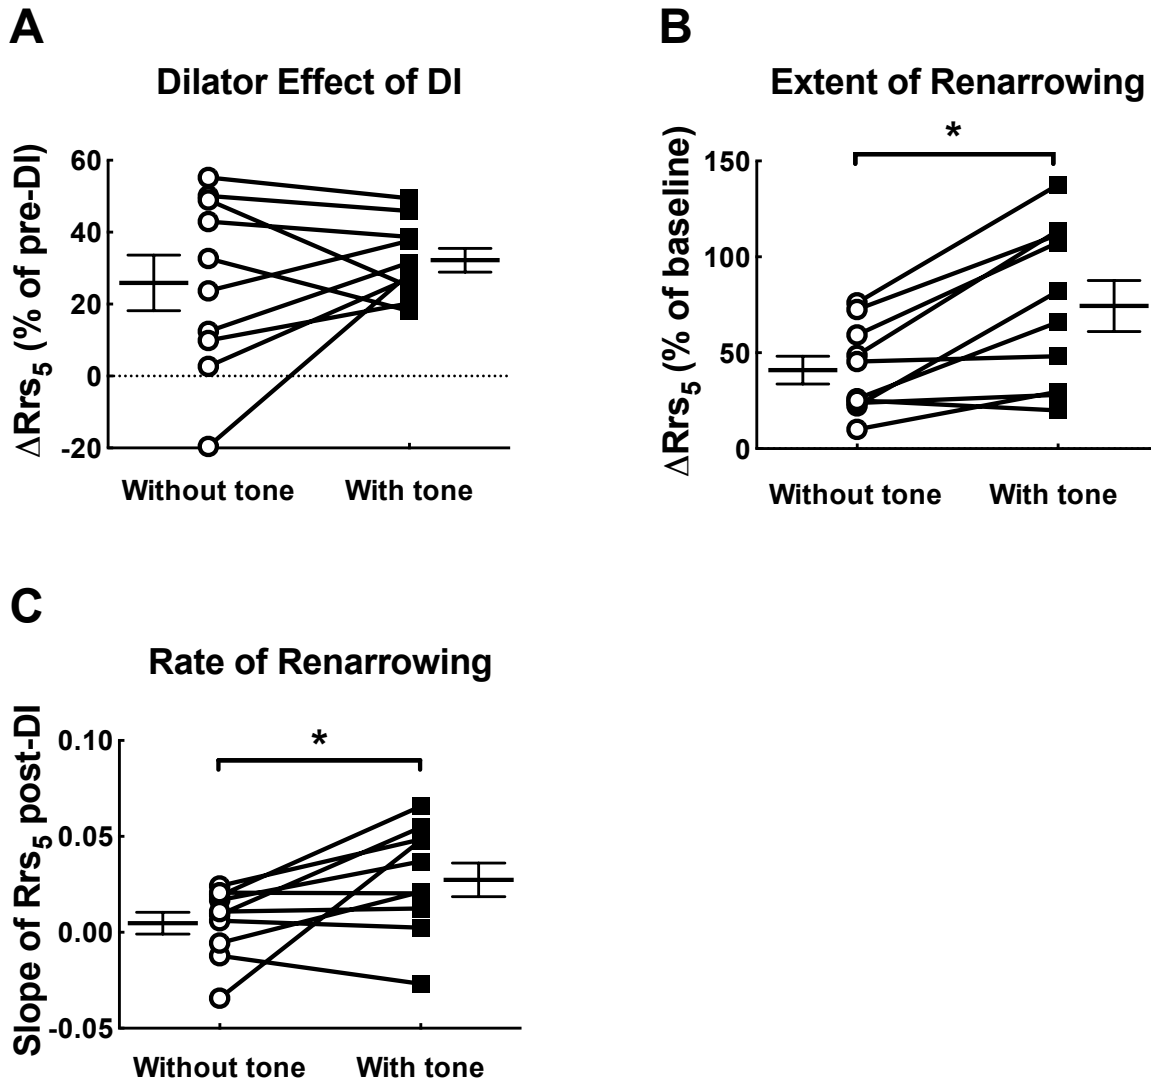 A
Dilator Effect of DI
ΔRrs5 (% of pre-DI)
60
40
20
0
-20
Without tone
With tone
B
Extent of Renarrowing
*
ΔRrs5 (% of baseline)
150
100
50
0
Without tone
With tone
C
Rate of Renarrowing
*
Slope of Rrs5 post-DI
0.10
0.05
0.00
-0.05
Without tone
With tone